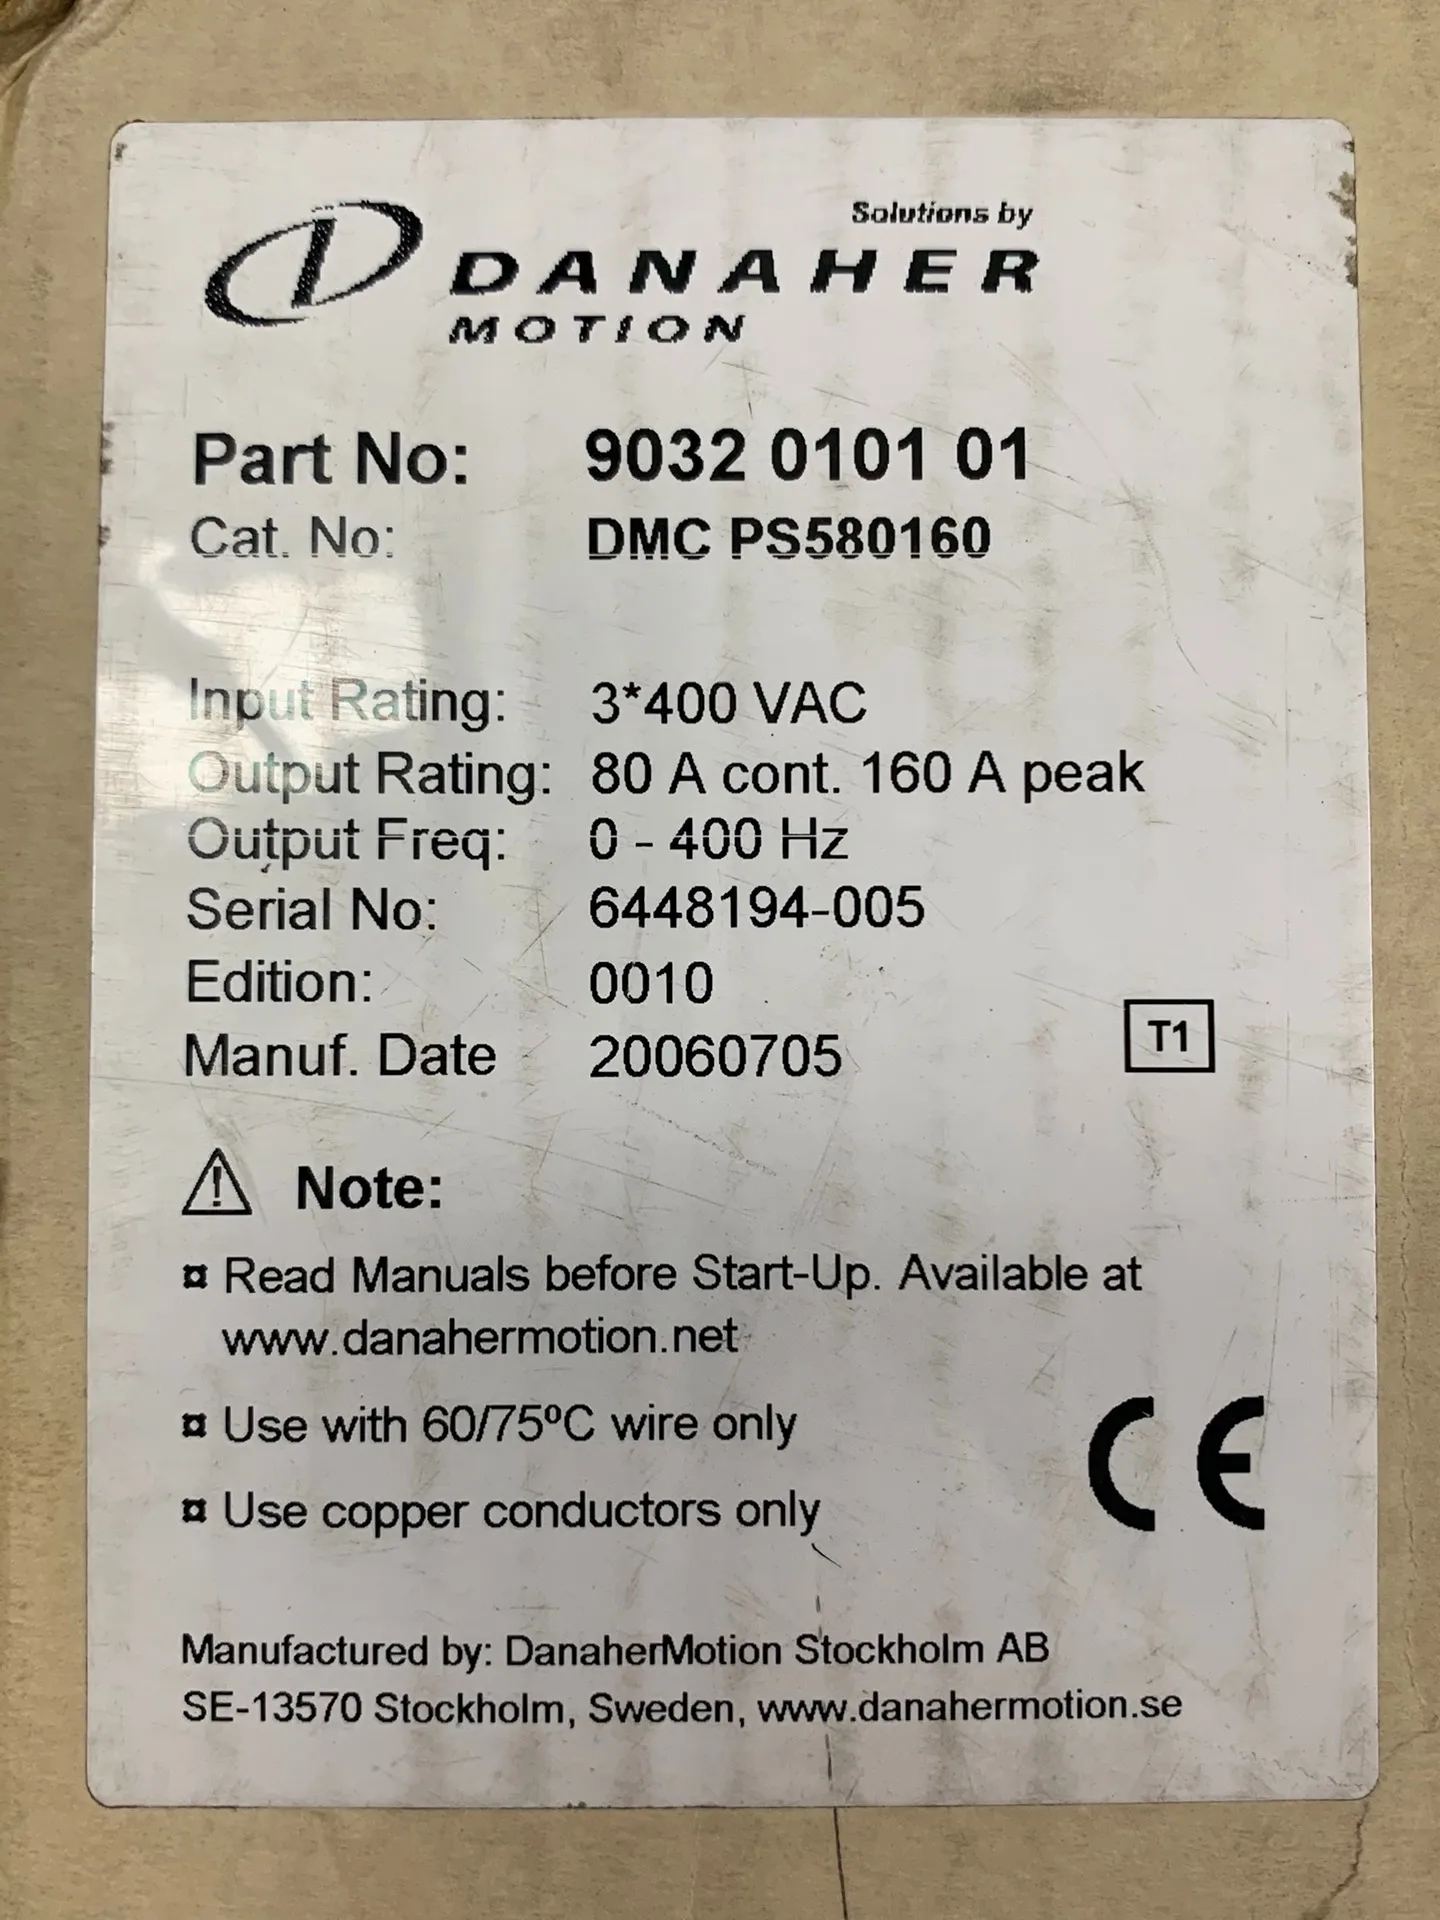 Solutions by
DANAHER
MOTION
Part No: 9032 0101 01
Cat. No: DMC PS580160
Input Rating: 3*400 VAC
Output Rating: 80 A cont. 160 A peak
Output Freq: 0 - 400 Hz
Serial No: 6448194-005
Edition: 0010
Manuf. Date 20060705
T1
Note:
¤ Read Manuals before Start-Up. Available at
www.danahermotion.net
¤ Use with 60/75ºC wire only
¤ Use copper conductors only
CE
Manufactured by: DanaherMotion Stockholm AB
SE-13570 Stockholm, Sweden, www.danahermotion.se